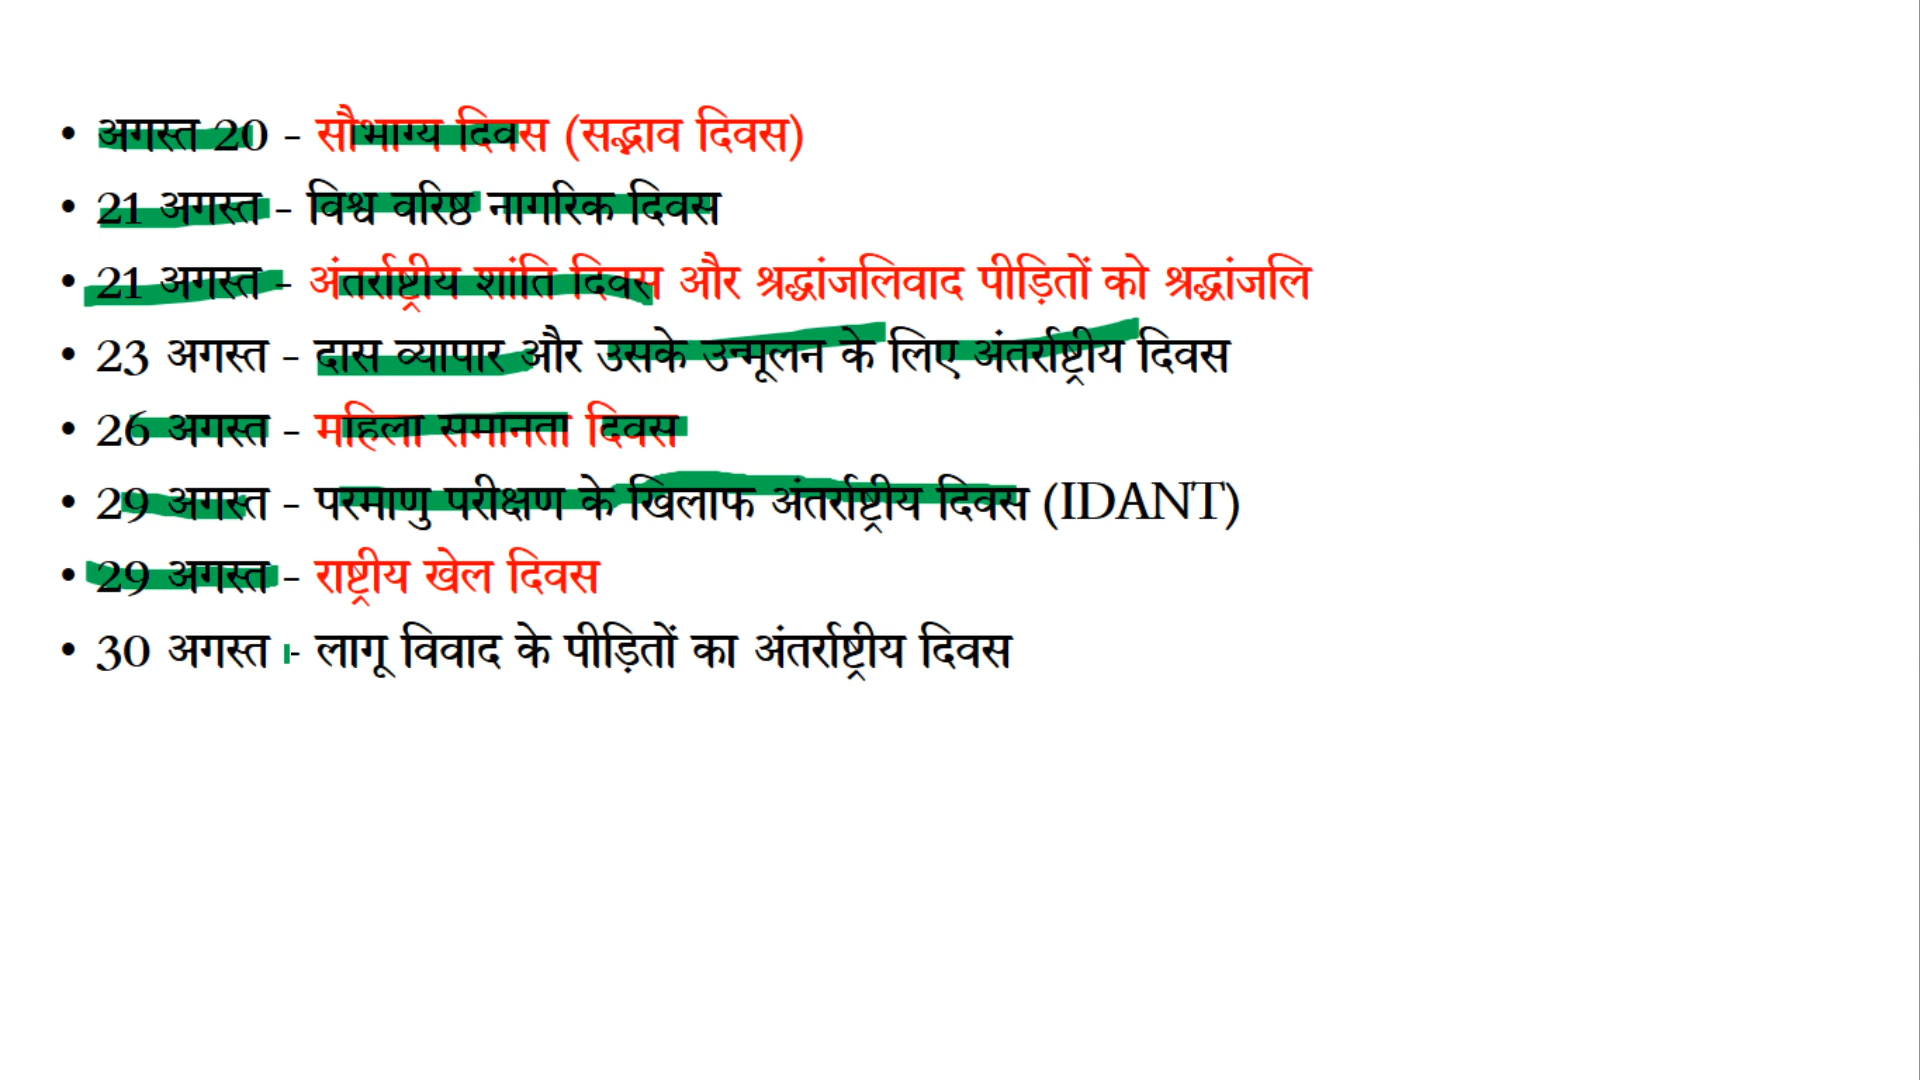 • अगस्त 20 - सौभाग्य दिवस (सद्भाव दिवस)
• 21 अगस्त - विश्व वरिष्ठ नागरिक दिवस
• 21 अगस्त - अंतर्राष्ट्रीय शांति दिवस और श्रद्धांजलिवाद पीड़ितों को श्रद्धांजलि
• 23 अगस्त - दास व्यापार और उसके उन्मूलन के लिए अंतर्राष्ट्रीय दिवस
• 26 अगस्त - महिला समानता दिवस
• 29 अगस्त - परमाणु परीक्षण के खिलाफ अंतर्राष्ट्रीय दिवस (IDANT)
• 29 अगस्त - राष्ट्रीय खेल दिवस
• 30 अगस्त - लागू विवाद के पीड़ितों का अंतर्राष्ट्रीय दिवस